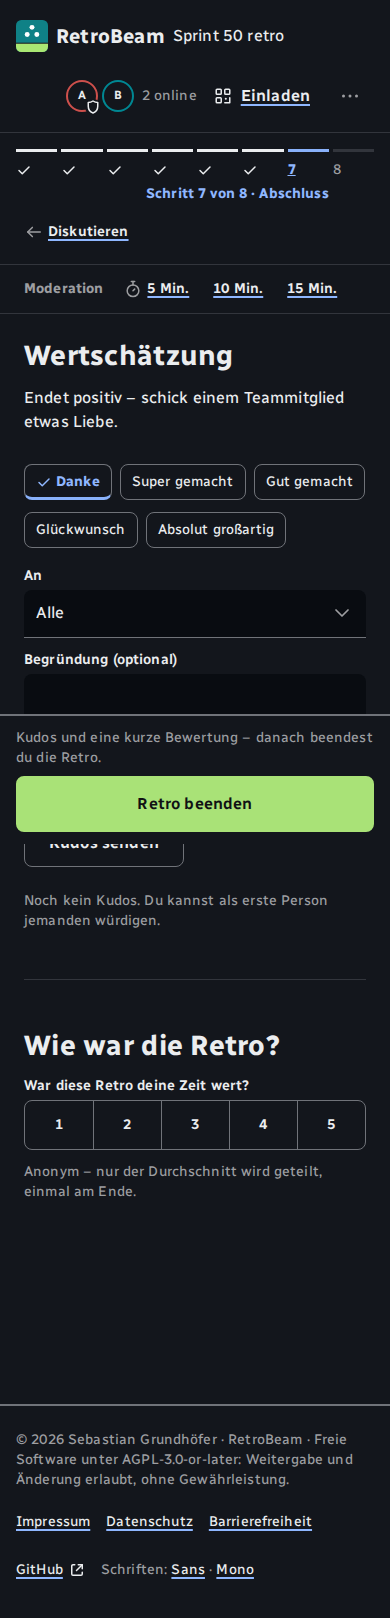 RetroBeam Sprint 50 retro
A B 2 online Einladen
7 8
Schritt 7 von 8 · Abschluss
Diskutieren
Moderation 5 Min. 10 Min. 15 Min.
Wertschätzung
Endet positiv – schick einem Teammitglied
etwas Liebe.
Danke Super gemacht Gut gemacht
Glückwunsch Absolut großartig
An
Alle
Begründung (optional)
Kudos und eine kurze Bewertung – danach beendest
du die Retro.
Retro beenden
Kudos senden
Noch kein Kudos. Du kannst als erste Person
jemanden würdigen.
Wie war die Retro?
War diese Retro deine Zeit wert?
1 2 3 4 5
Anonym – nur der Durchschnitt wird geteilt,
einmal am Ende.
© 2026 Sebastian Grundhöfer · RetroBeam · Freie
Software unter AGPL-3.0-or-later: Weitergabe und
Änderung erlaubt, ohne Gewährleistung.
Impressum Datenschutz Barrierefreiheit
GitHub Schriften: Sans · Mono